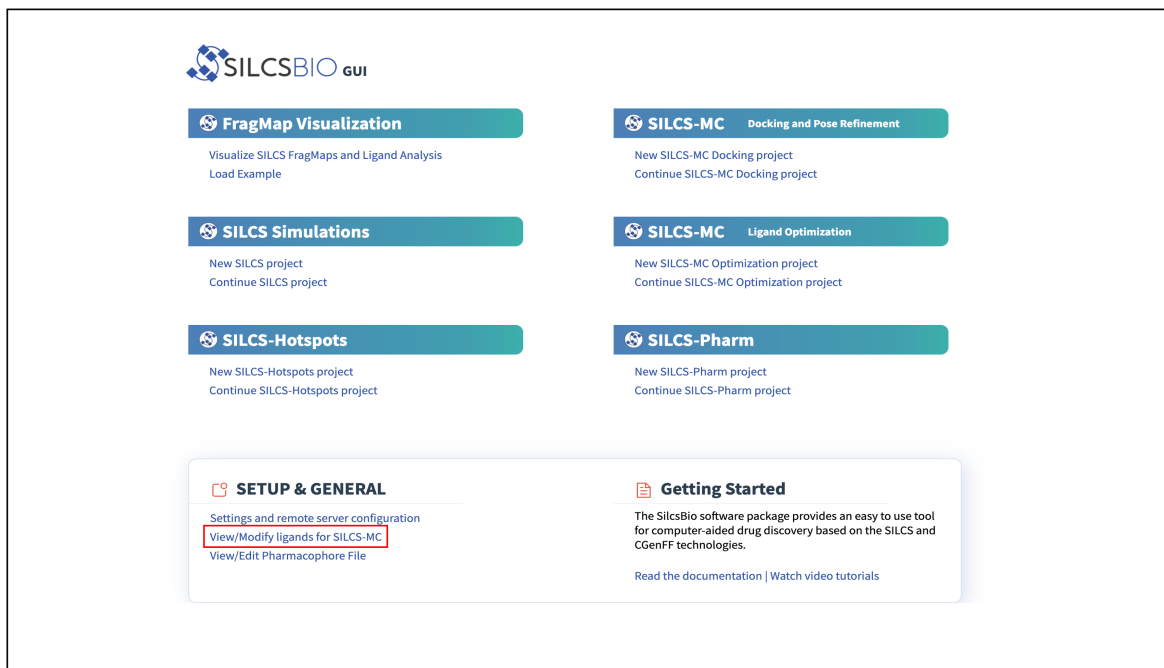 SILCSBIO GUI
FragMap Visualization
Visualize SILCS FragMaps and Ligand Analysis
Load Example
SILCS-MC Docking and Pose Refinement
New SILCS-MC Docking project
Continue SILCS-MC Docking project
SILCS Simulations
New SILCS project
Continue SILCS project
SILCS-MC Ligand Optimization
New SILCS-MC Optimization project
Continue SILCS-MC Optimization project
SILCS-Hotspots
New SILCS-Hotspots project
Continue SILCS-Hotspots project
SILCS-Pharm
New SILCS-Pharm project
Continue SILCS-Pharm project
SETUP & GENERAL
Settings and remote server configuration
View/Modify ligands for SILCS-MC
View/Edit Pharmacophore File
Getting Started
The SilcsBio software package provides an easy to use tool
for computer-aided drug discovery based on the SILCS and
CGenFF technologies.
Read the documentation | Watch video tutorials